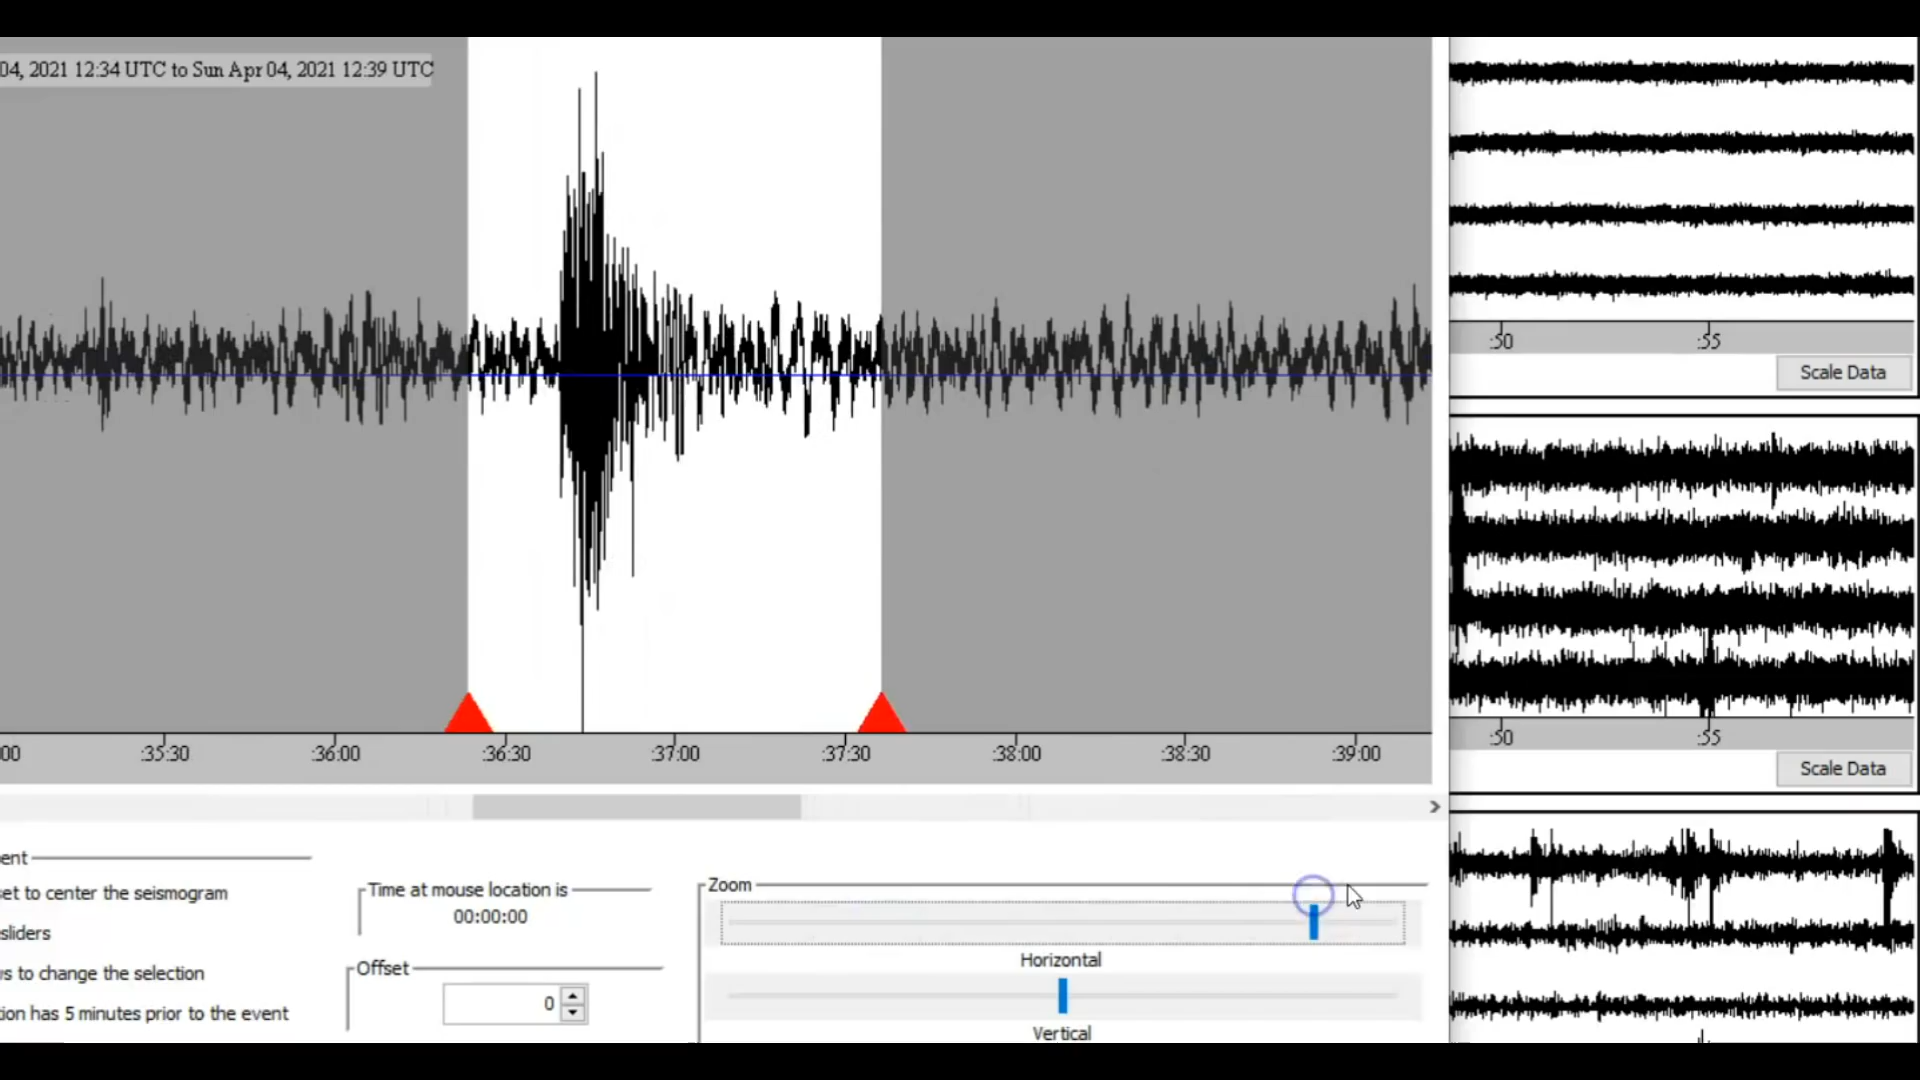 04, 2021 12:34 UTC to Sun Apr 04, 2021 12:39 UTC
:50 :55
Scale Data
00 :35:30 :36:00 :36:30 :37:00 :37:30 :38:00 :38:30 :39:00
:50 :55
Scale Data
ent
set to center the seismogram
sliders
ws to change the selection
tion has 5 minutes prior to the event
Time at mouse location is
00:00:00
Offset
0
Zoom
Horizontal
Vertical